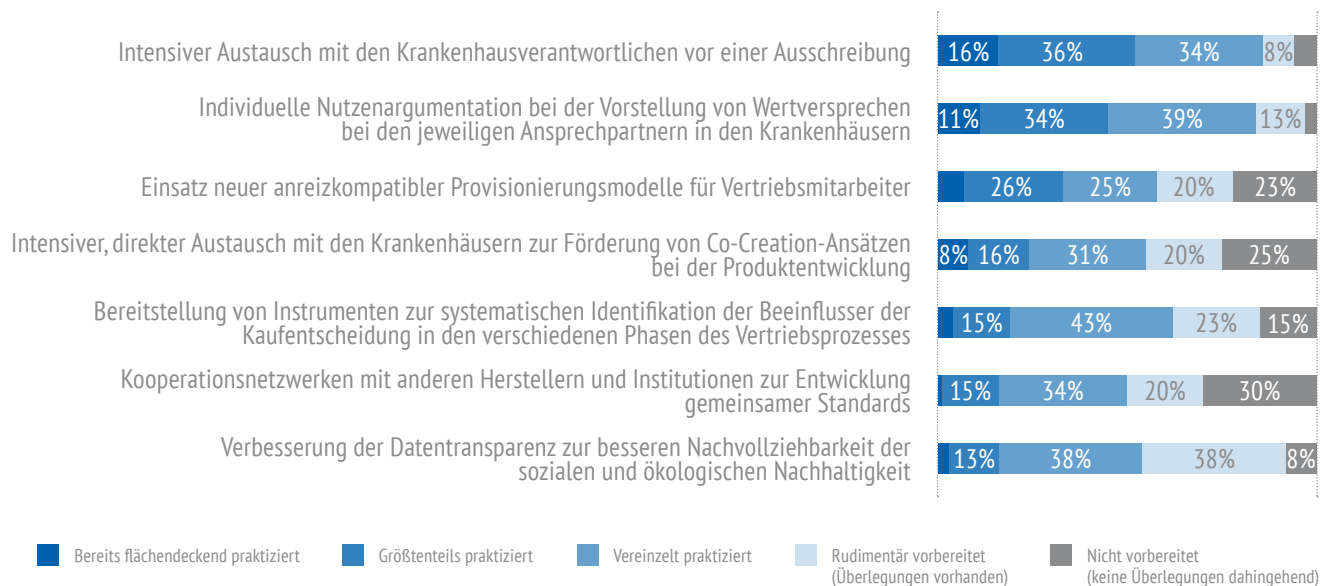 Intensiver Austausch mit den Krankenhausverantwortlichen vor einer Ausschreibung
16% 36% 34% 8%
Individuelle Nutzenargumentation bei der Vorstellung von Wertversprechen
bei den jeweiligen Ansprechpartnern in den Krankenhäusern
11% 34% 39% 13%
Einsatz neuer anreizkompatibler Provisionierungsmodelle für Vertriebsmitarbeiter
26% 25% 20% 23%
Intensiver, direkter Austausch mit den Krankenhäusern zur Förderung von Co-Creation-Ansätzen
bei der Produktentwicklung
8% 16% 31% 20% 25%
Bereitstellung von Instrumenten zur systematischen Identifikation der Beeinflusser der
Kaufentscheidung in den verschiedenen Phasen des Vertriebsprozesses
15% 43% 23% 15%
Kooperationsnetzwerken mit anderen Herstellern und Institutionen zur Entwicklung
gemeinsamer Standards
15% 34% 20% 30%
Verbesserung der Datentransparenz zur besseren Nachvollziehbarkeit der
sozialen und ökologischen Nachhaltigkeit
13% 38% 38% 8%
Bereits flächendeckend praktiziert
Größtenteils praktiziert
Vereinzelt praktiziert
Rudimentär vorbereitet
(Überlegungen vorhanden)
Nicht vorbereitet
(keine Überlegungen dahingehend)